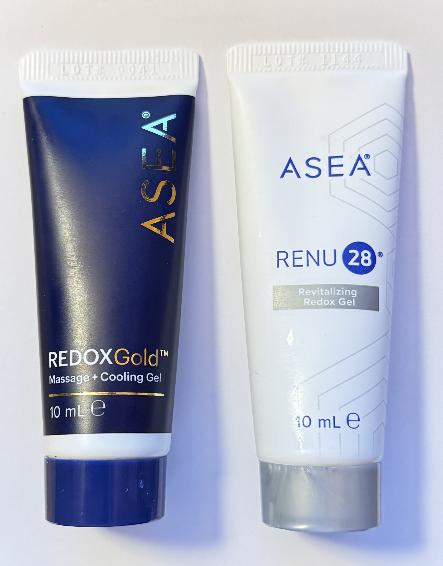 ASEA®
REDOXGold™
Massage + Cooling Gel
10 mL ℮
ASEA®
RENU 28®
Revitalizing
Redox Gel
10 mL ℮